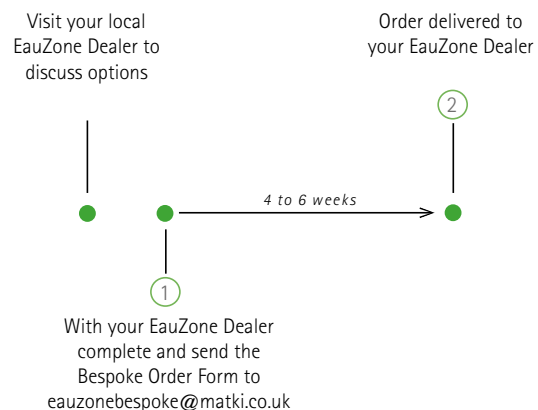 Visit your local
EauZone Dealer to
discuss options
Order delivered to
your EauZone Dealer
2
4 to 6 weeks
1
With your EauZone Dealer
complete and send the
Bespoke Order Form to
eauzonebespoke@matki.co.uk